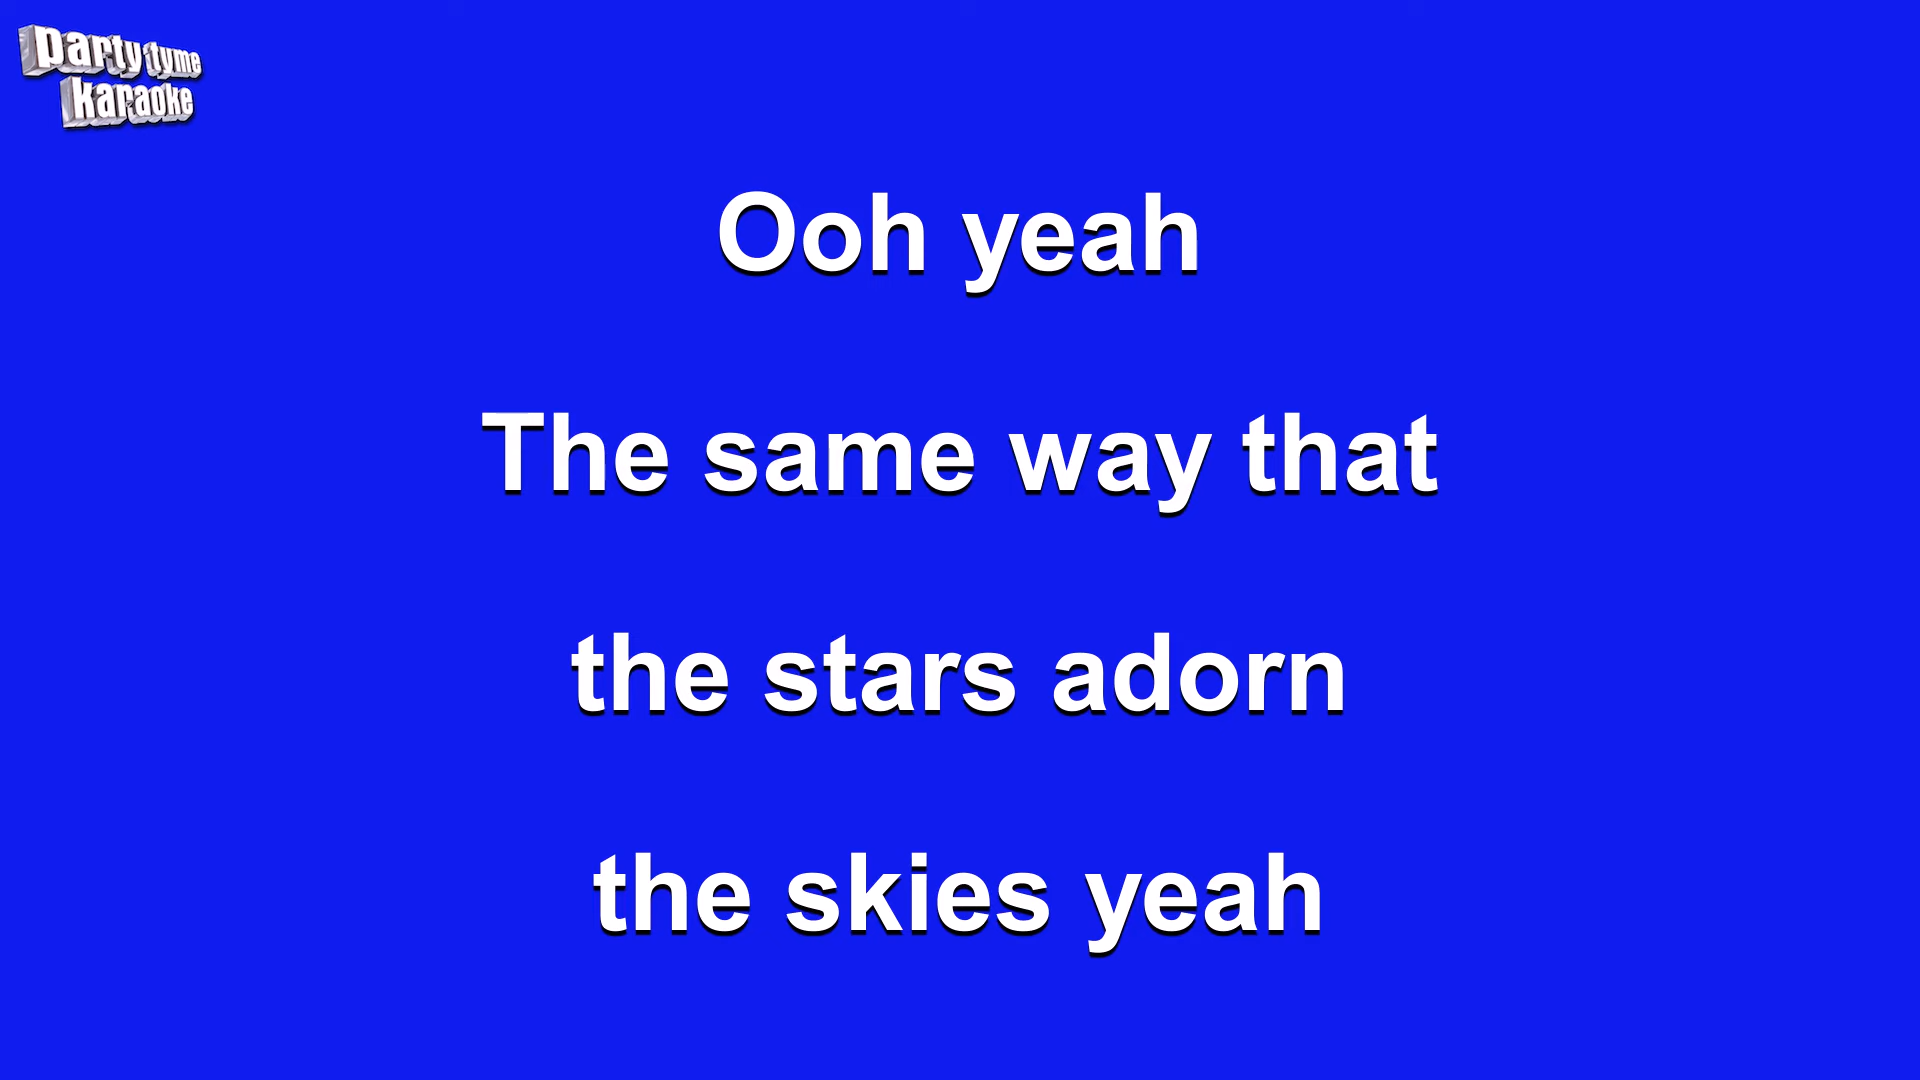 party tyme
karaoke
Ooh yeah
The same way that
the stars adorn
the skies yeah